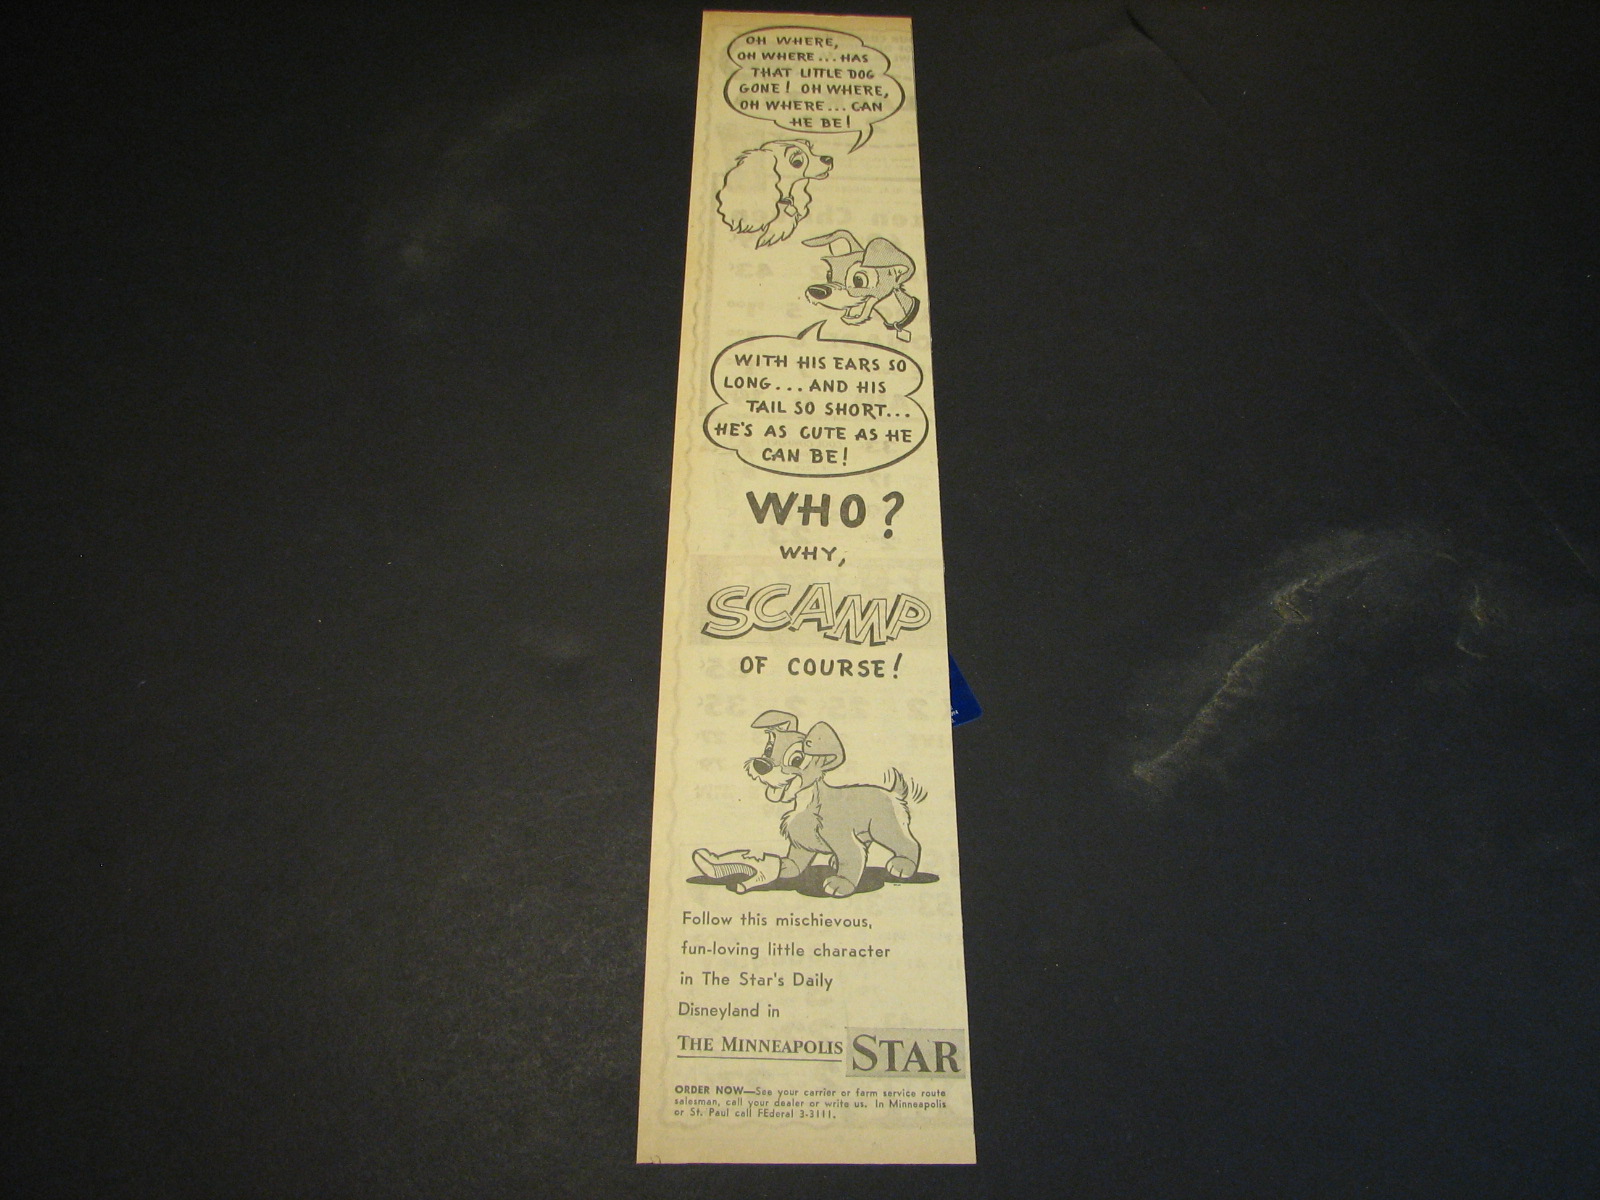 OH WHERE,
OH WHERE... HAS
THAT LITTLE DOG
GONE! OH WHERE,
OH WHERE... CAN
HE BE!
WITH HIS EARS SO
LONG... AND HIS
TAIL SO SHORT...
HE'S AS CUTE AS HE
CAN BE!
WHO?
WHY,
SCAMP
OF COURSE!
Follow this mischievous,
fun-loving little character
in The Star's Daily
Disneyland in
THE MINNEAPOLIS STAR
ORDER NOW—See your carrier or farm service route
salesman, call your dealer or write us. In Minneapolis
or St. Paul call FEderal 3-3111.